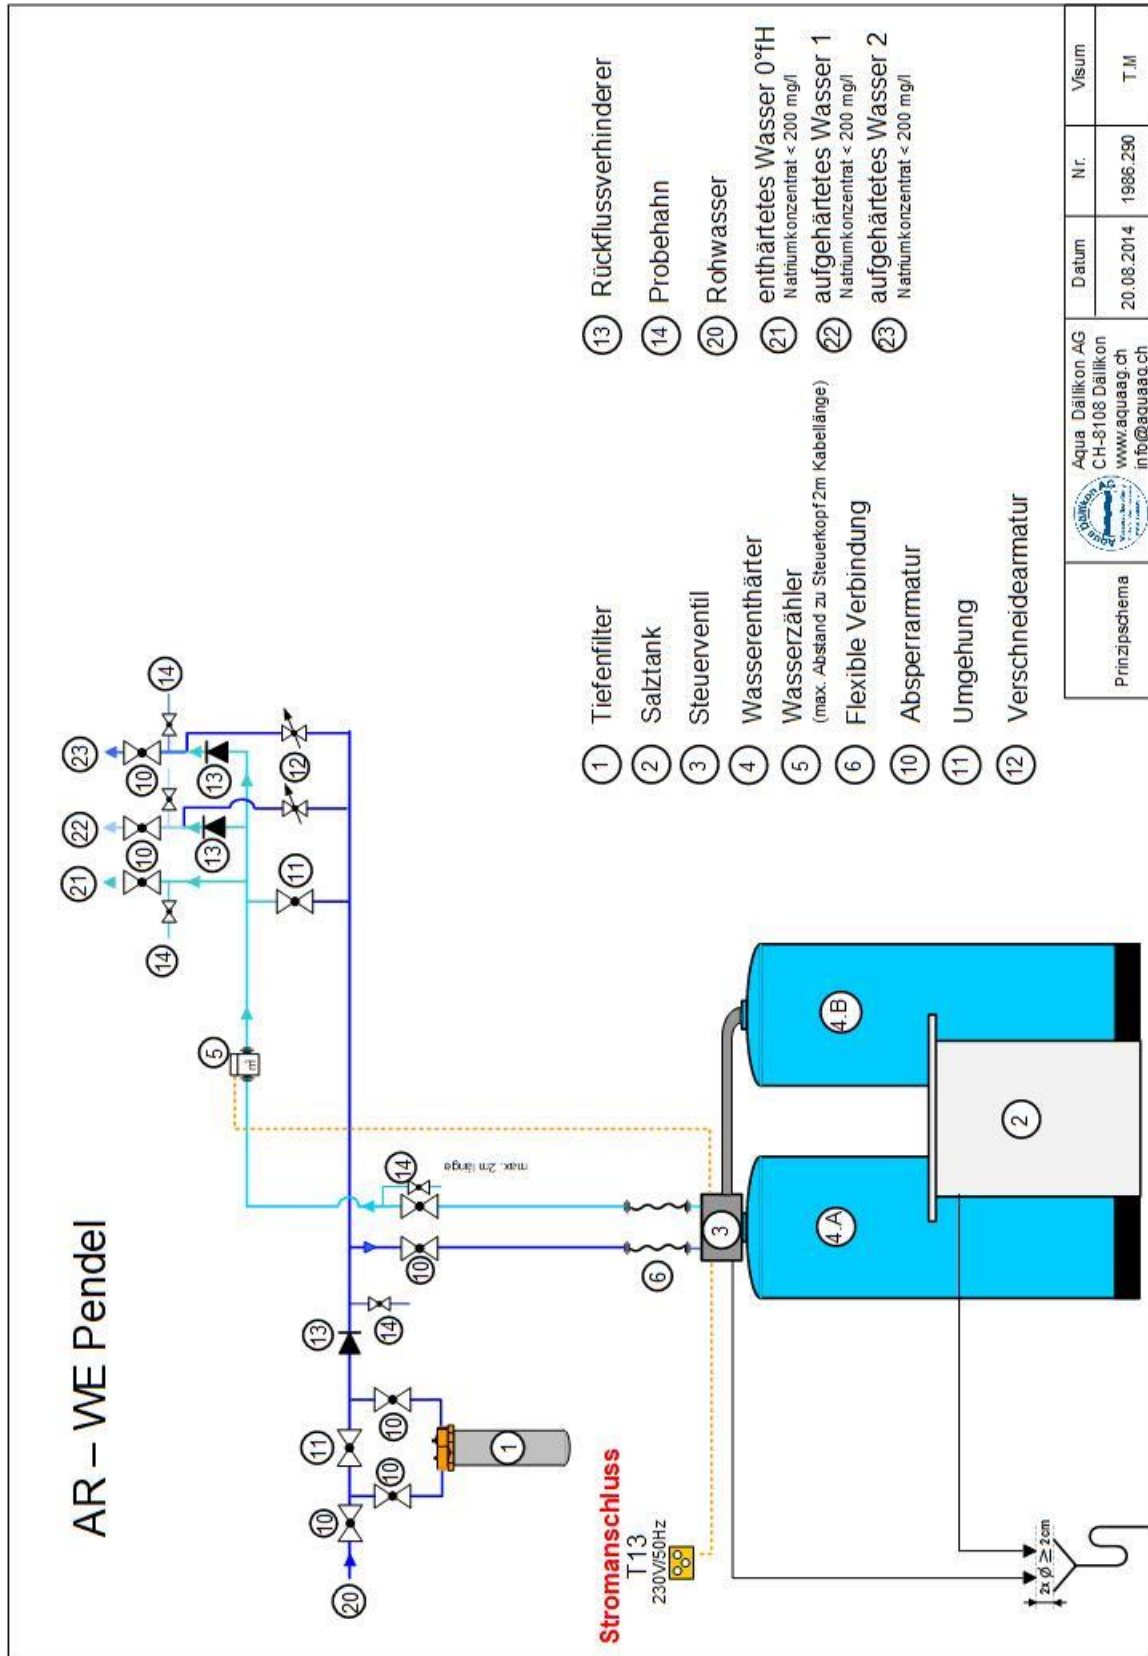 AR – WE Pendel
23
22
21
14
10
10
13
13
14
12
11
5
m³
14
max. 2m länge
10
6
13
14
11
10
10
10
20
1
Stromanschluss
T13
230V/50Hz
3
4.A
4.B
2
2x Ø ≥ 2cm
1 Tiefenfilter
2 Salztank
3 Steuerventil
4 Wasserenthärter
5 Wasserzähler
(max. Abstand zu Steuerkopf 2m Kabellänge)
6 Flexible Verbindung
10 Absperrarmatur
11 Umgehung
12 Verschneidearmatur
13 Rückflussverhinderer
14 Probehahn
20 Rohwasser
21 enthärtetes Wasser 0°fH
Natriumkonzentrat < 200 mg/l
22 aufgehärtetes Wasser 1
Natriumkonzentrat < 200 mg/l
23 aufgehärtetes Wasser 2
Natriumkonzentrat < 200 mg/l
Prinzipschema
Aqua Dällikon AG
Aqua Dällikon AG
CH-8108 Dällikon
www.aquaag.ch
info@aquaag.ch
Datum
Nr.
Visum
20.08.2014
1986.290
T.M